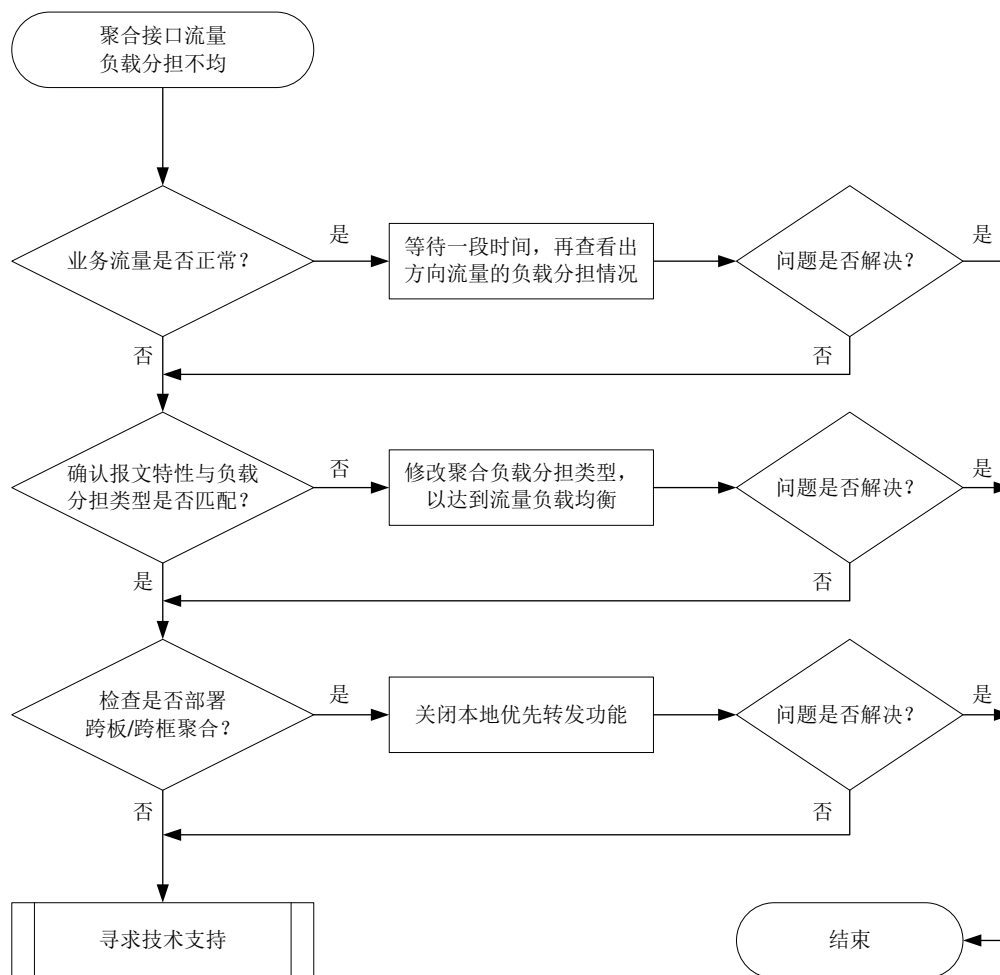 聚合接口流量
负载分担不均
业务流量是否正常？
是
等待一段时间，再查看出
方向流量的负载分担情况
问题是否解决？
是
否
否
确认报文特性与负载
分担类型是否匹配？
否
修改聚合负载分担类型，
以达到流量负载均衡
问题是否解决？
是
是
否
检查是否部署
跨板/跨框聚合？
是
关闭本地优先转发功能
问题是否解决？
是
否
否
寻求技术支持
结束